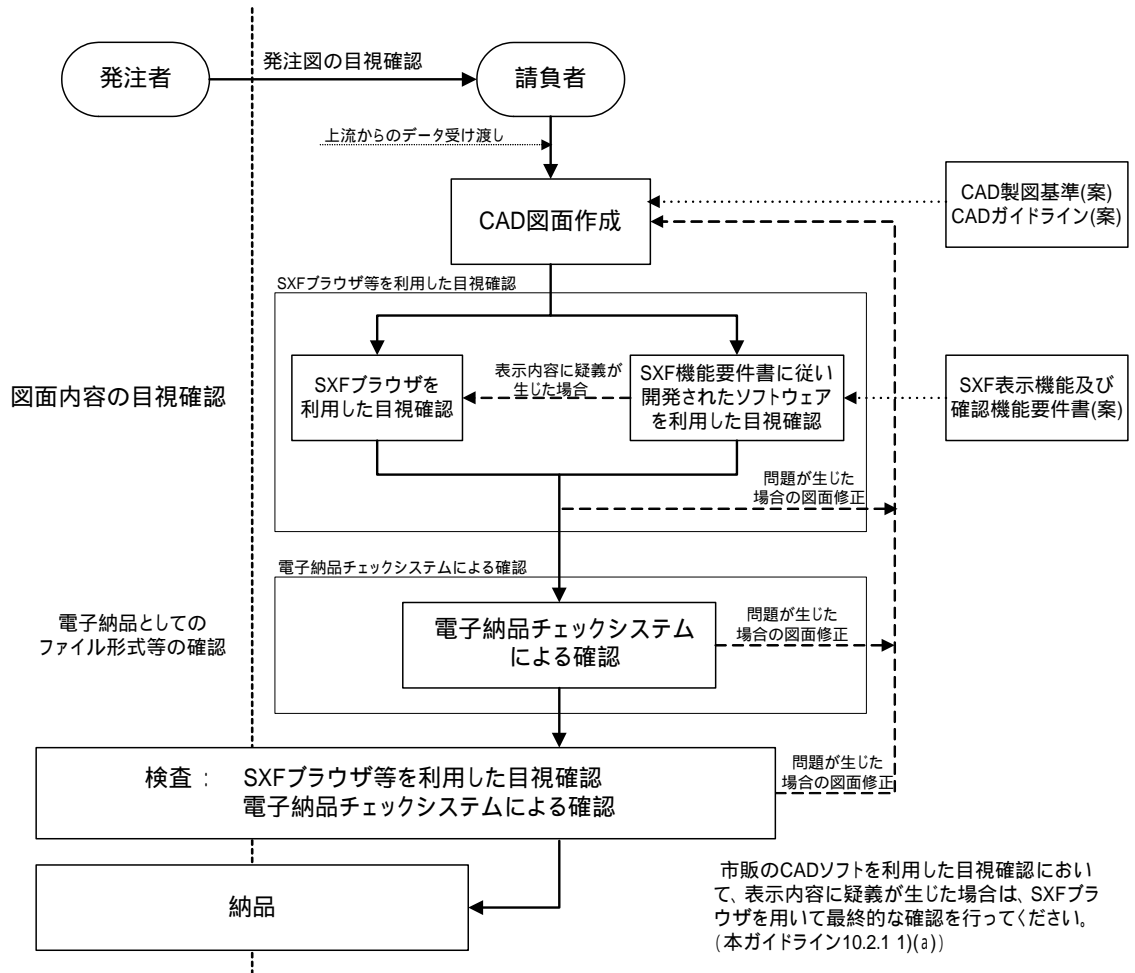 発注者
発注図の目視確認
請負者
上流からのデータ受け渡し
CAD図面作成
CAD製図基準(案)
CADガイドライン(案)
SXFブラウザ等を利用した目視確認
図面内容の目視確認
SXFブラウザを
利用した目視確認
表示内容に疑義が
生じた場合
SXF機能要件書に従い
開発されたソフトウェア
を利用した目視確認
SXF表示機能及び
確認機能要件書(案)
問題が生じた
場合の図面修正
電子納品チェックシステムによる確認
電子納品としての
ファイル形式等の確認
電子納品チェックシステム
による確認
問題が生じた
場合の図面修正
検査： SXFブラウザ等を利用した目視確認
電子納品チェックシステムによる確認
問題が生じた
場合の図面修正
納品
市販のCADソフトを利用した目視確認におい
て、表示内容に疑義が生じた場合は、SXFブラ
ウザを用いて最終的な確認を行ってください。
(本ガイドライン10.2.1 1)(a))